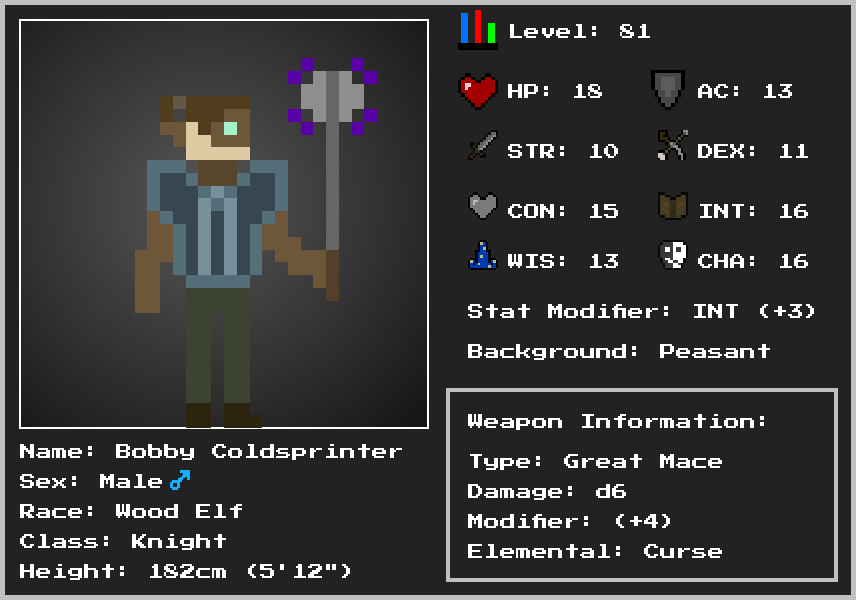 Level: 81
HP: 18 AC: 13
STR: 10 DEX: 11
CON: 15 INT: 16
WIS: 13 CHA: 16
Stat Modifier: INT (+3)
Background: Peasant
Weapon Information:
Type: Great Mace
Damage: d6
Modifier: (+4)
Elemental: Curse
Name: Bobby Coldsprinter
Sex: Male♂
Race: Wood Elf
Class: Knight
Height: 182cm (5'12")